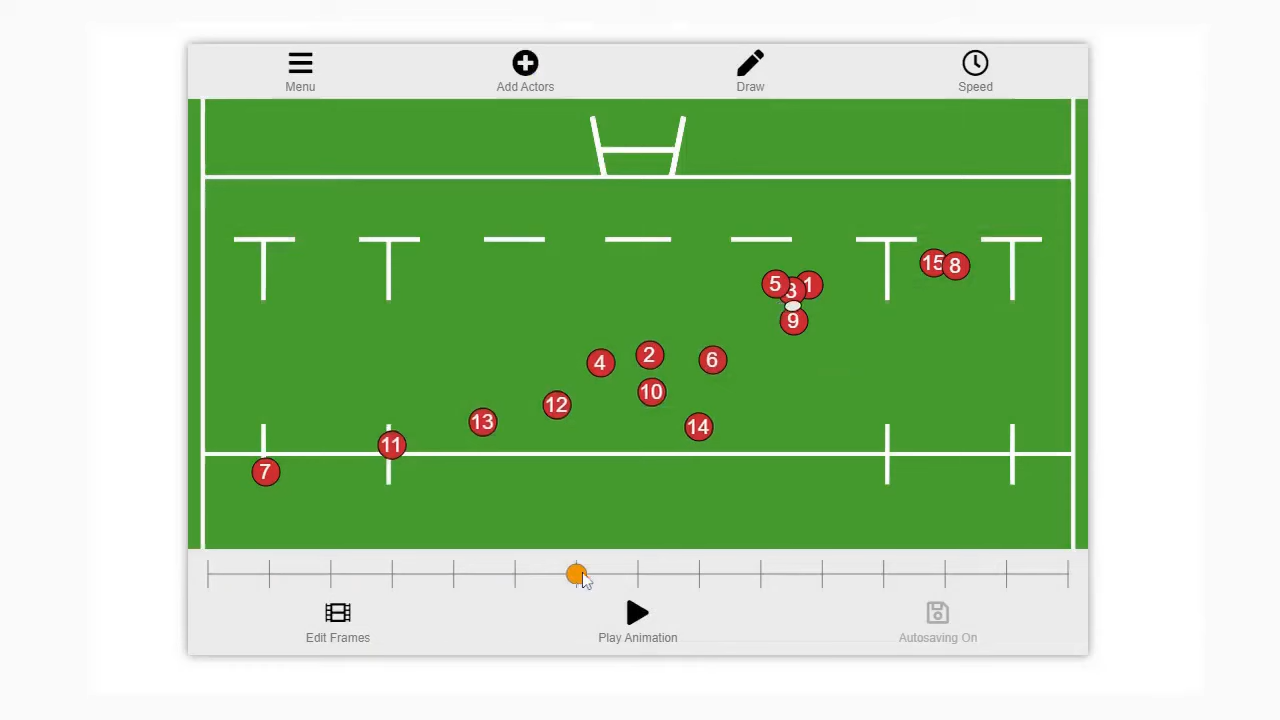 Menu
Add Actors
Draw
Speed
15
8
5
3
1
9
4
2
6
10
12
13
14
11
7
Edit Frames
Play Animation
Autosaving On